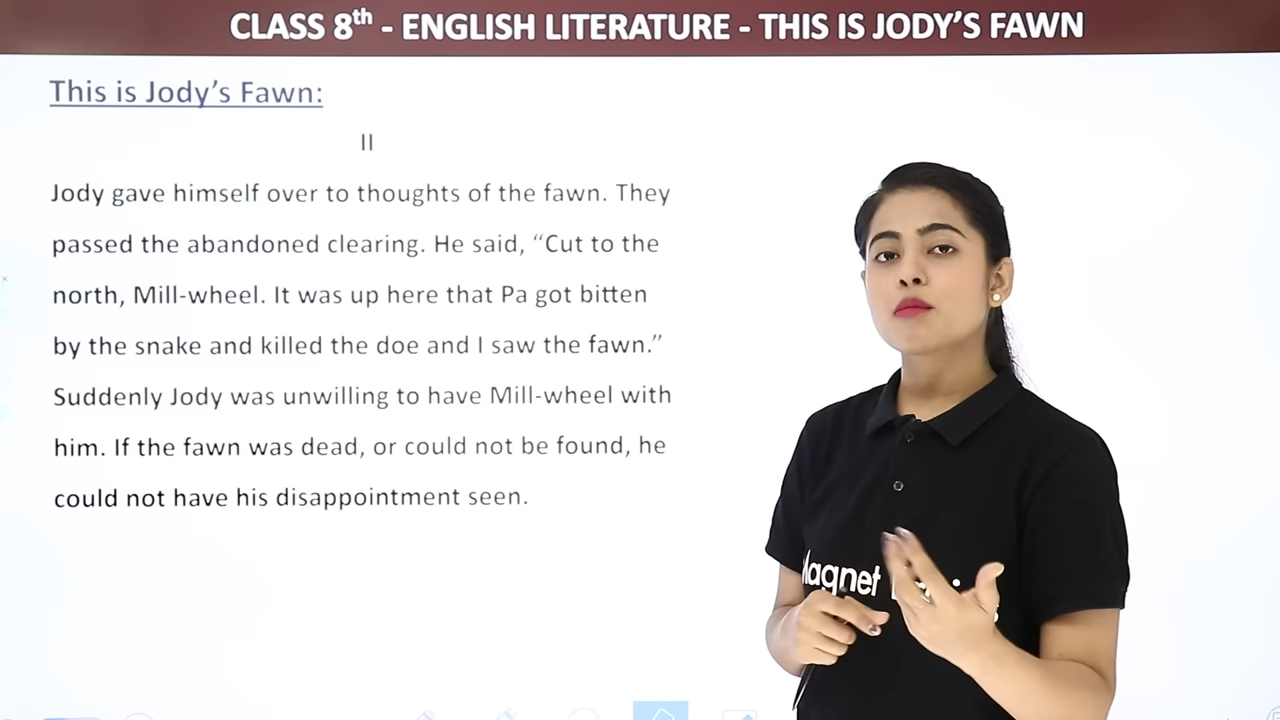 CLASS 8th - ENGLISH LITERATURE - THIS IS JODY'S FAWN
This is Jody's Fawn:
II
Jody gave himself over to thoughts of the fawn. They
passed the abandoned clearing. He said, “Cut to the
north, Mill-wheel. It was up here that Pa got bitten
by the snake and killed the doe and I saw the fawn.”
Suddenly Jody was unwilling to have Mill-wheel with
him. If the fawn was dead, or could not be found, he
could not have his disappointment seen.
Magnet